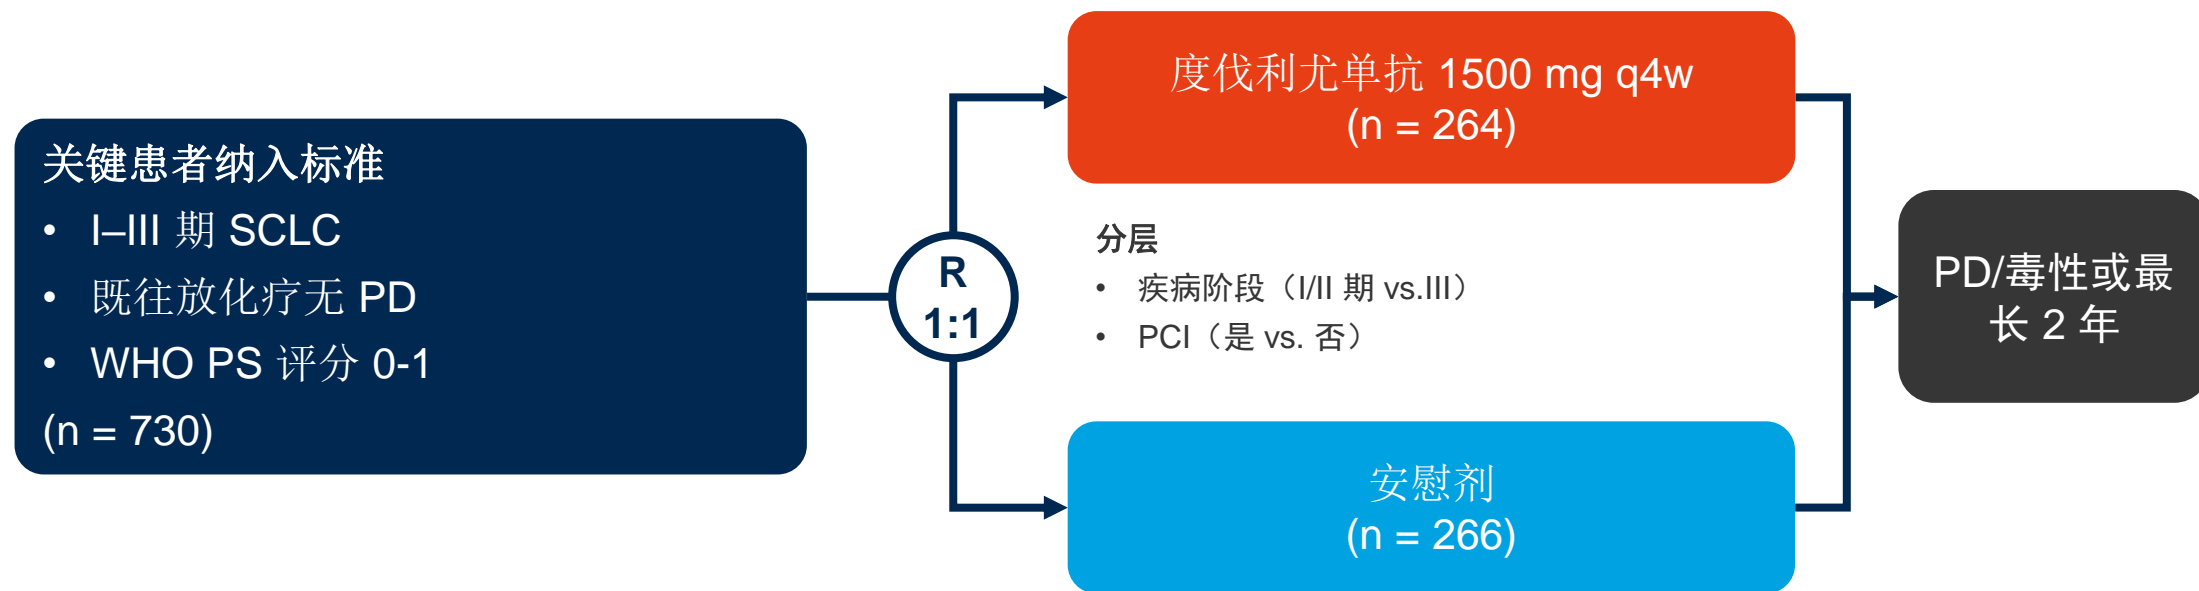 关键患者纳入标准
• I–III 期 SCLC
• 既往放化疗无 PD
• WHO PS 评分 0-1
(n = 730)
R
1:1
度伐利尤单抗 1500 mg q4w
(n = 264)
分层
• 疾病阶段（I/II 期 vs.III）
• PCI（是 vs. 否）
安慰剂
(n = 266)
PD/毒性或最
长 2 年